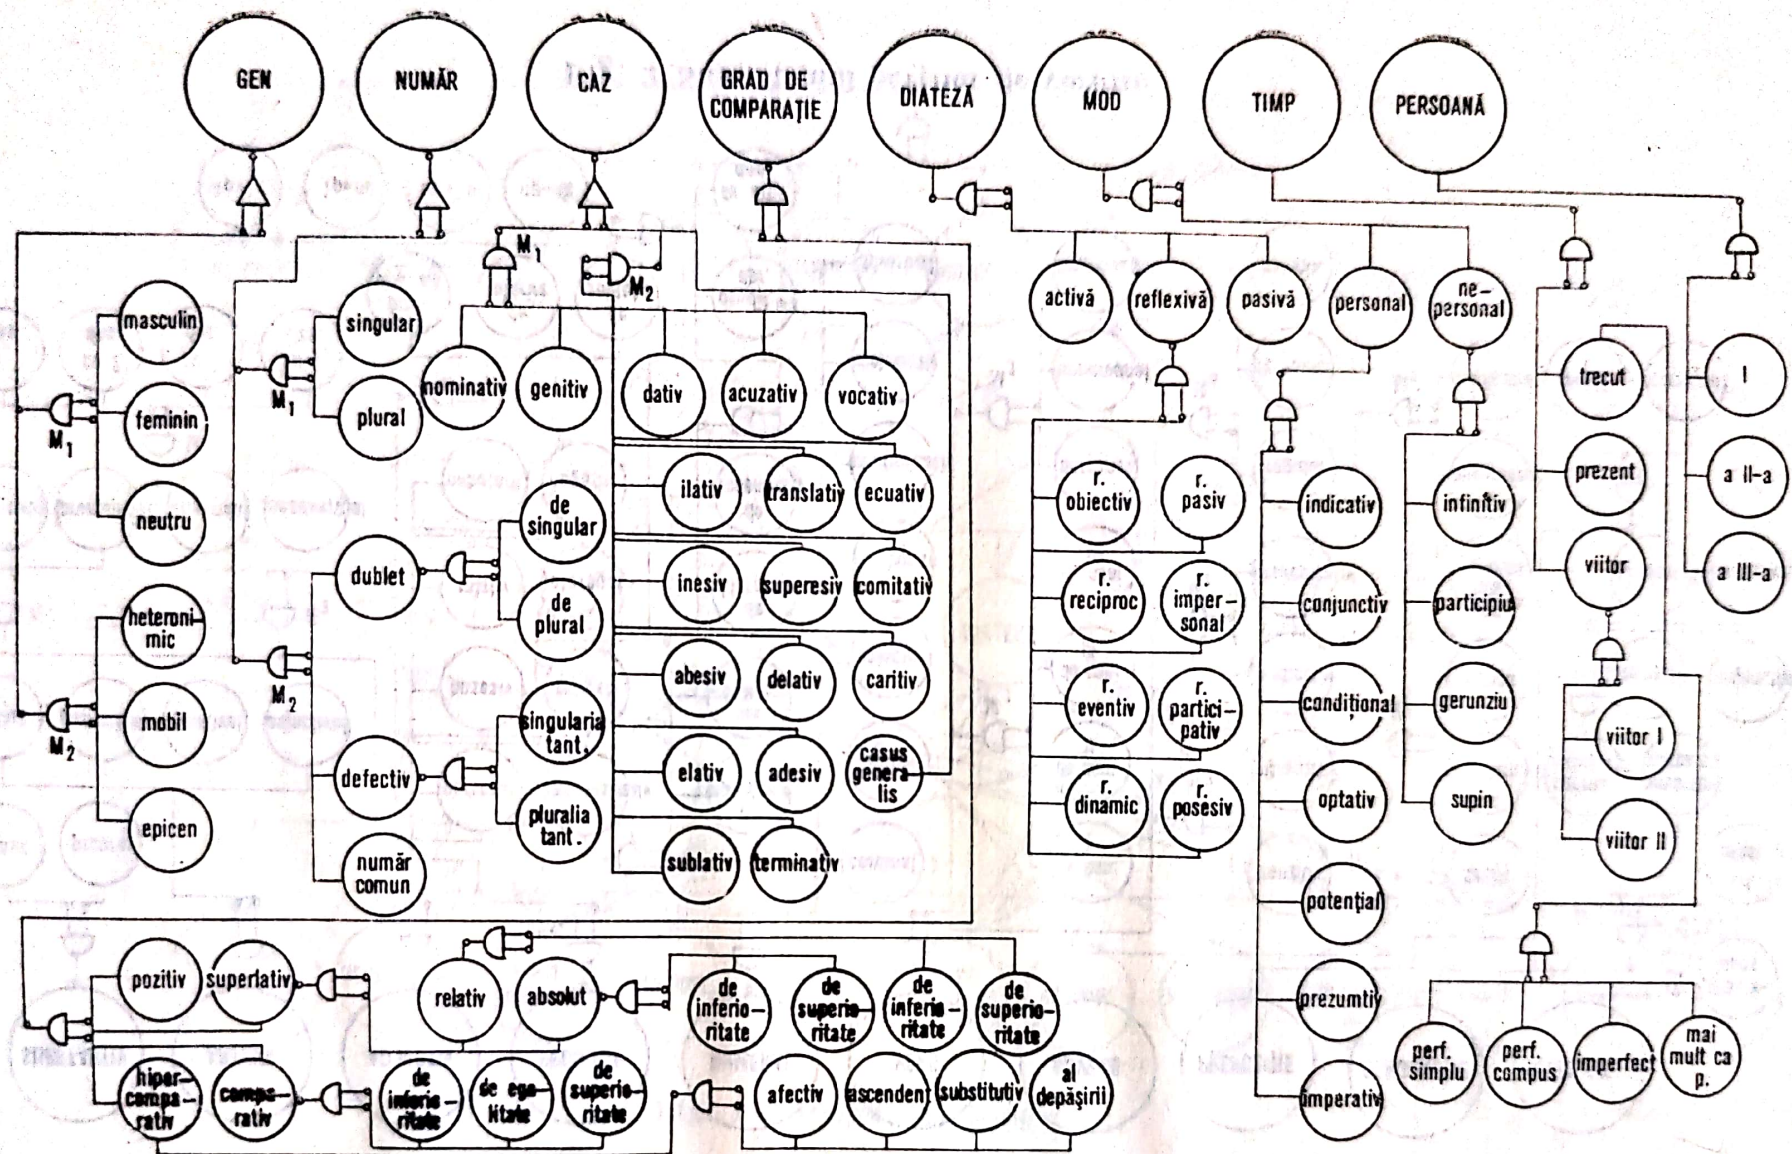 GEN
NUMĂR
CAZ
GRAD DE
COMPARAȚIE
DIATEZĂ
MOD
TIMP
PERSOANĂ
M₁
M₂
masculin
feminin
neutru
M₁
heteroni-
mic
mobil
epicen
M₂
singular
plural
M₁
dublet
de
singular
de
plural
M₂
defectiv
singularia
tant.
pluralia
tant.
număr
comun
nominativ
genitiv
dativ
acuzativ
vocativ
ilativ
translativ
ecuativ
inesiv
superesiv
comitativ
abesiv
delativ
caritiv
elativ
adesiv
casus
genera-
lis
sublativ
terminativ
activă
reflexivă
pasivă
personal
ne-
personal
r.
obiectiv
r.
pasiv
r.
reciproc
r.
imper-
sonal
r.
eventiv
r.
partici-
pativ
r.
dinamic
r.
posesiv
indicativ
conjunctiv
condițional
optativ
potențial
prezumtiv
imperativ
infinitiv
participiu
gerunziu
supin
trecut
prezent
viitor
viitor I
viitor II
I
a II-a
a III-a
perf.
simplu
perf.
compus
imperfect
mai
mult ca
p.
pozitiv
superlativ
relativ
absolut
de
inferio-
ritate
de
superio-
ritate
de
inferio-
ritate
de
superio-
ritate
hiper-
compa-
rativ
compa-
rativ
de
inferio-
ritate
de ega-
litate
de
superio-
ritate
afectiv
ascendent
substitutiv
al
depășirii